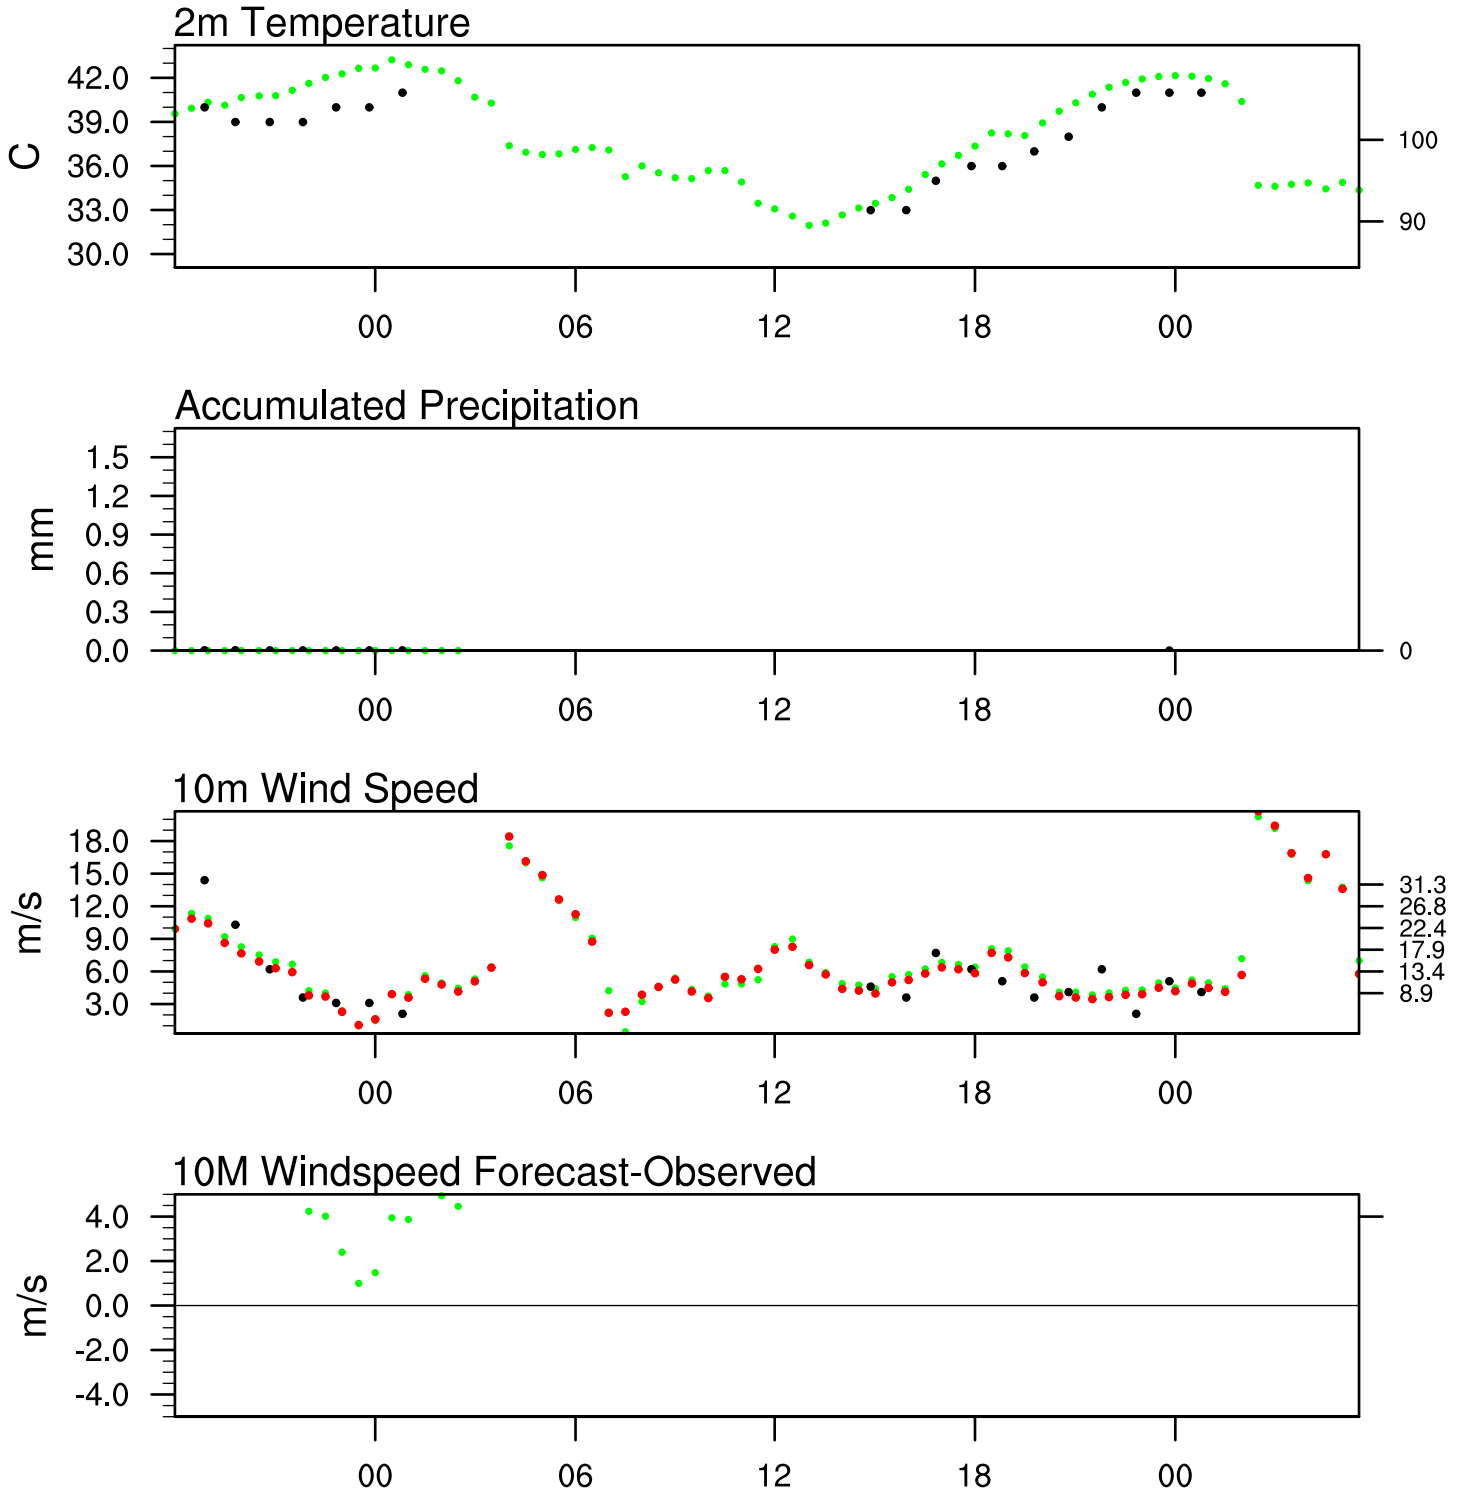 2m Temperature
42.0
39.0
36.0
33.0
30.0
C
100
90
00 06 12 18 00
Accumulated Precipitation
1.5
1.2
0.9
0.6
0.3
0.0
mm
0
00 06 12 18 00
10m Wind Speed
18.0
15.0
12.0
9.0
6.0
3.0
m/s
31.3
26.8
22.4
17.9
13.4
8.9
00 06 12 18 00
10M Windspeed Forecast-Observed
4.0
2.0
0.0
-2.0
-4.0
m/s
00 06 12 18 00